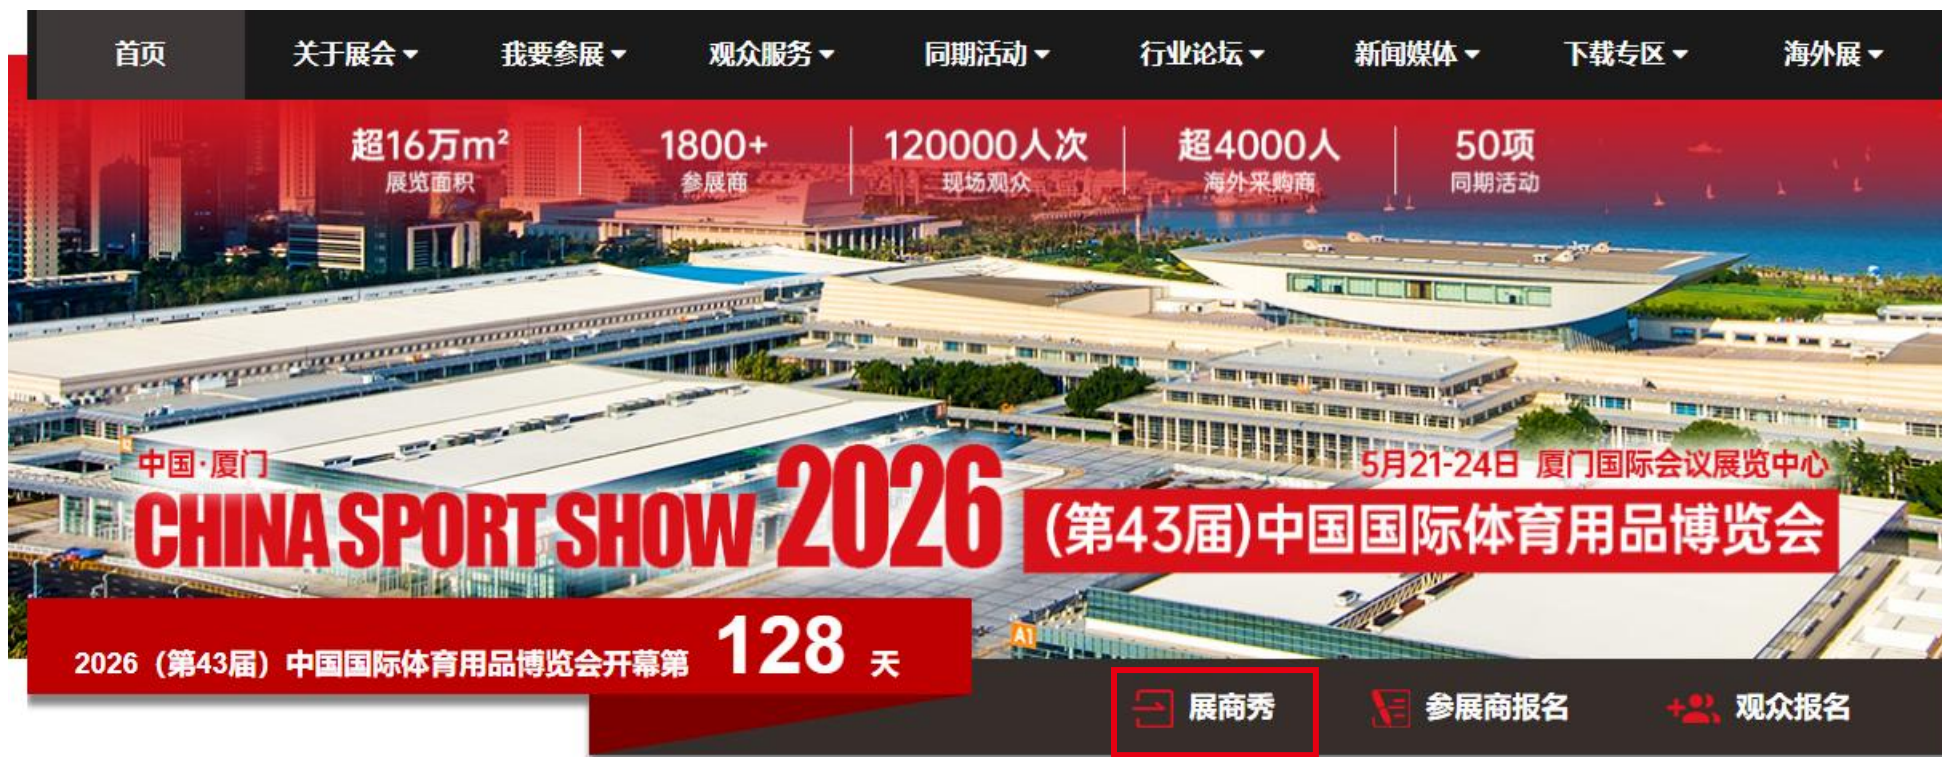 首页 关于展会 我要参展 观众服务 同期活动 行业论坛 新闻媒体 下载专区 海外展
超16万m² 1800+ 120000人次 超4000人 50项
展览面积 参展商 现场观众 海外采购商 同期活动
中国·厦门
CHINA SPORT SHOW 2026
5月21-24日 厦门国际会议展览中心
(第43届)中国国际体育用品博览会
A1
2026（第43届）中国国际体育用品博览会开幕第 128 天
展商秀 参展商报名 观众报名